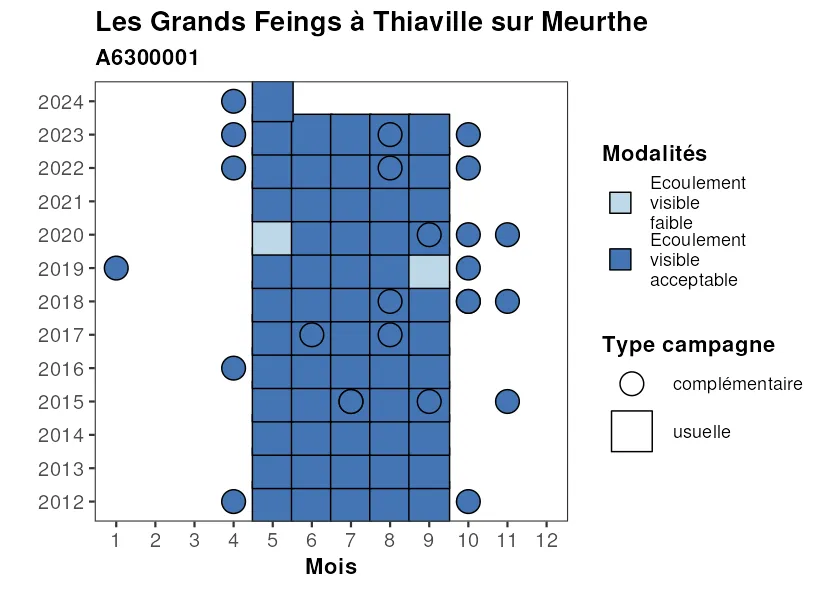 Les Grands Feings à Thiaville sur Meurthe
A6300001
2024
2023
2022
2021
2020
2019
2018
2017
2016
2015
2014
2013
2012
1 2 3 4 5 6 7 8 9 10 11 12
Mois
Modalités
Ecoulement
visible
faible
Ecoulement
visible
acceptable
Type campagne
complémentaire
usuelle